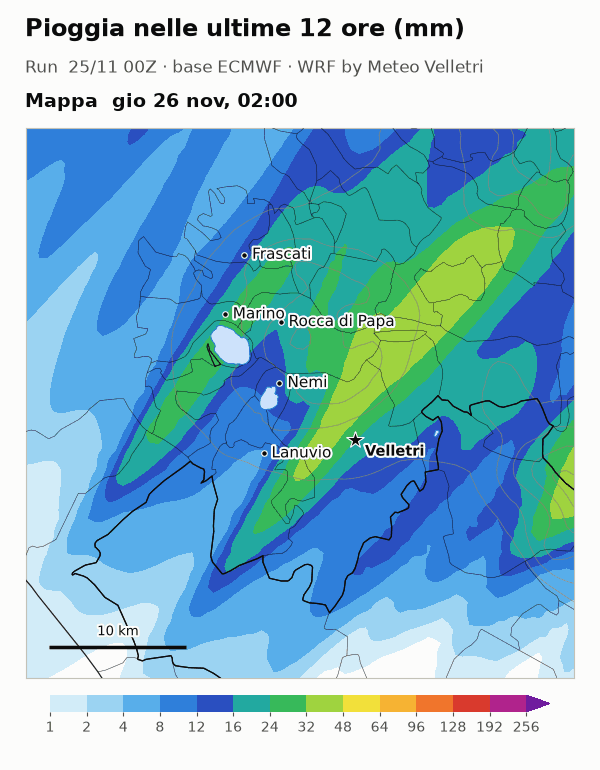 Pioggia nelle ultime 12 ore (mm)
Run  25/11 00Z · base ECMWF · WRF by Meteo Velletri
Mappa  gio 26 nov, 02:00
Frascati
Marino
Rocca di Papa
Nemi
Velletri
Lanuvio
10 km
1 2 4 8 12 16 24 32 48 64 96 128 192 256